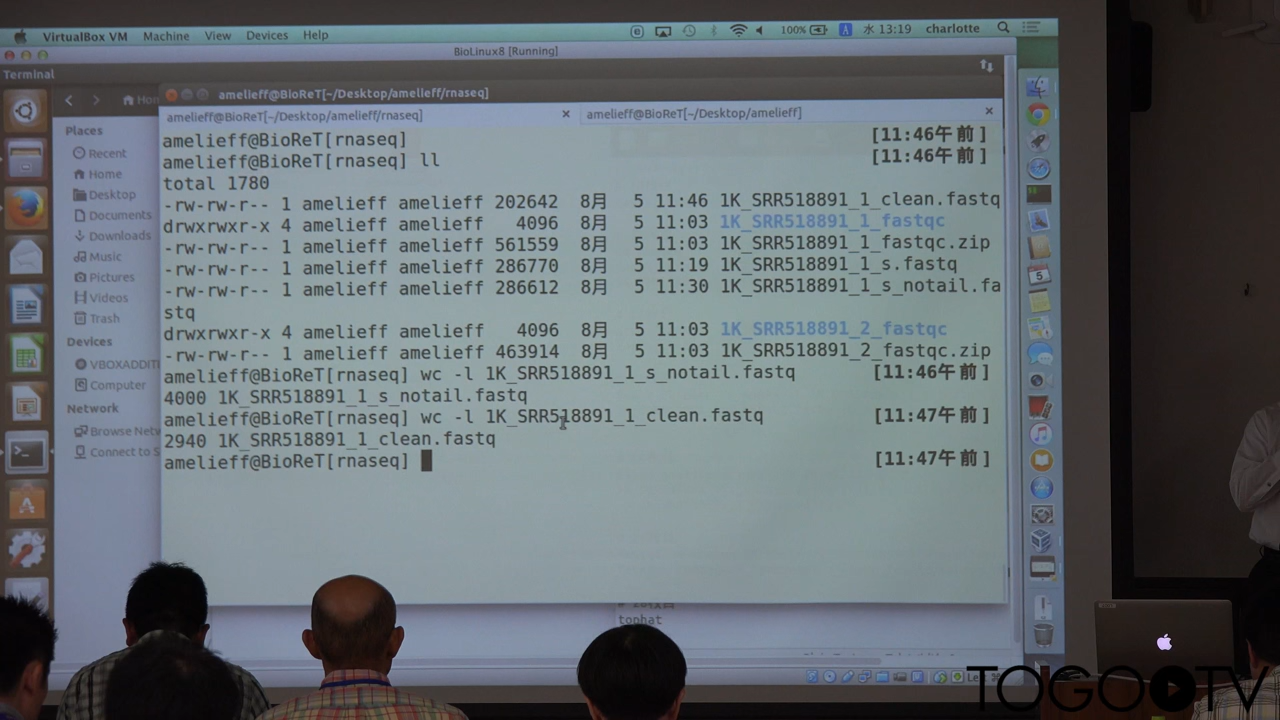 VirtualBox VM Machine View Devices Help 100% A 水 13:19 charlotte
BioLinux8 [Running]
Terminal
Hom
amelieff@BioReT[~/Desktop/amelieff/rnaseq]
amelieff@BioReT[~/Desktop/amelieff/rnaseq] × amelieff@BioReT[~/Desktop/amelieff] ×
Places
Recent
Home
Desktop
Documents
Downloads
Music
Pictures
Videos
Trash
Devices
VBOXADDITI
Computer
Network
Browse Netw
Connect to S
amelieff@BioReT[rnaseq] [11:46午前]
amelieff@BioReT[rnaseq] ll [11:46午前]
total 1780
-rw-rw-r-- 1 amelieff amelieff 202642 8月 5 11:46 1K_SRR518891_1_clean.fastq
drwxrwxr-x 4 amelieff amelieff 4096 8月 5 11:03 1K_SRR518891_1_fastqc
-rw-rw-r-- 1 amelieff amelieff 561559 8月 5 11:03 1K_SRR518891_1_fastqc.zip
-rw-rw-r-- 1 amelieff amelieff 286770 8月 5 11:19 1K_SRR518891_1_s.fastq
-rw-rw-r-- 1 amelieff amelieff 286612 8月 5 11:30 1K_SRR518891_1_s_notail.fa
stq
drwxrwxr-x 4 amelieff amelieff 4096 8月 5 11:03 1K_SRR518891_2_fastqc
-rw-rw-r-- 1 amelieff amelieff 463914 8月 5 11:03 1K_SRR518891_2_fastqc.zip
amelieff@BioReT[rnaseq] wc -l 1K_SRR518891_1_s_notail.fastq [11:46午前]
4000 1K_SRR518891_1_s_notail.fastq
amelieff@BioReT[rnaseq] wc -l 1K_SRR518891_1_clean.fastq [11:47午前]
2940 1K_SRR518891_1_clean.fastq
amelieff@BioReT[rnaseq] [11:47午前]
tophat
5
TOGO TV